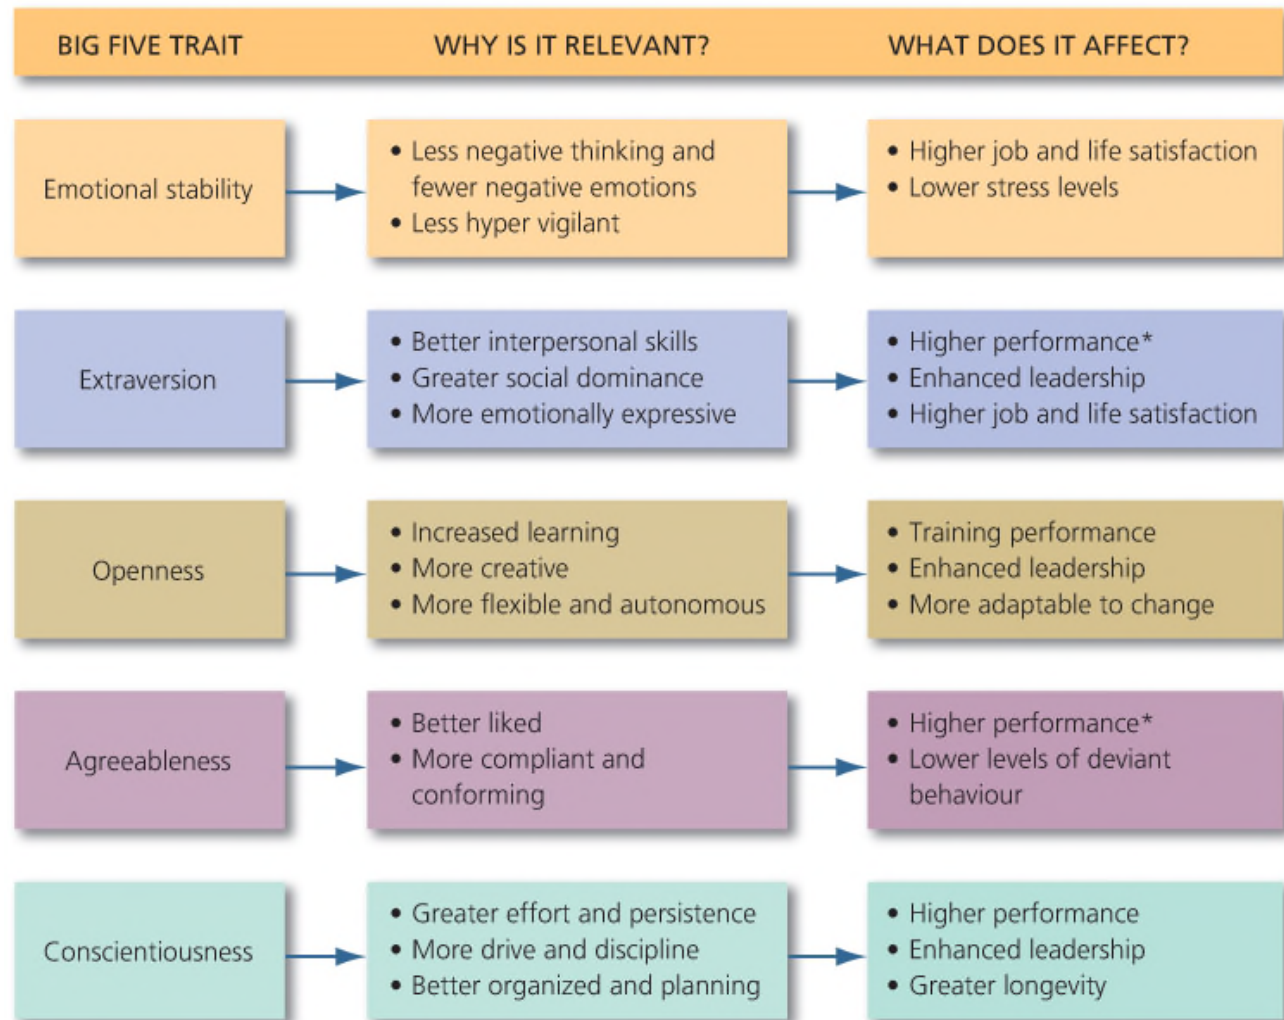 BIG FIVE TRAIT
WHY IS IT RELEVANT?
WHAT DOES IT AFFECT?
Emotional stability
• Less negative thinking and
fewer negative emotions
• Less hyper vigilant
• Higher job and life satisfaction
• Lower stress levels
Extraversion
• Better interpersonal skills
• Greater social dominance
• More emotionally expressive
• Higher performance*
• Enhanced leadership
• Higher job and life satisfaction
Openness
• Increased learning
• More creative
• More flexible and autonomous
• Training performance
• Enhanced leadership
• More adaptable to change
Agreeableness
• Better liked
• More compliant and
conforming
• Higher performance*
• Lower levels of deviant
behaviour
Conscientiousness
• Greater effort and persistence
• More drive and discipline
• Better organized and planning
• Higher performance
• Enhanced leadership
• Greater longevity